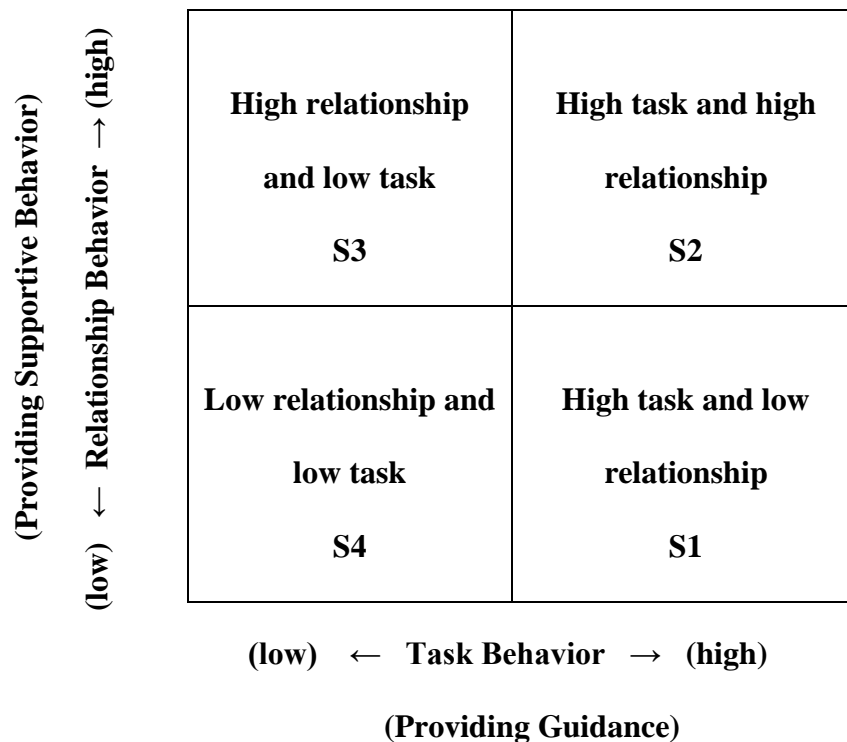 (Providing Supportive Behavior)
(low) ← Relationship Behavior → (high)
High relationship
and low task
S3
High task and high
relationship
S2
Low relationship and
low task
S4
High task and low
relationship
S1
(low) ← Task Behavior → (high)
(Providing Guidance)